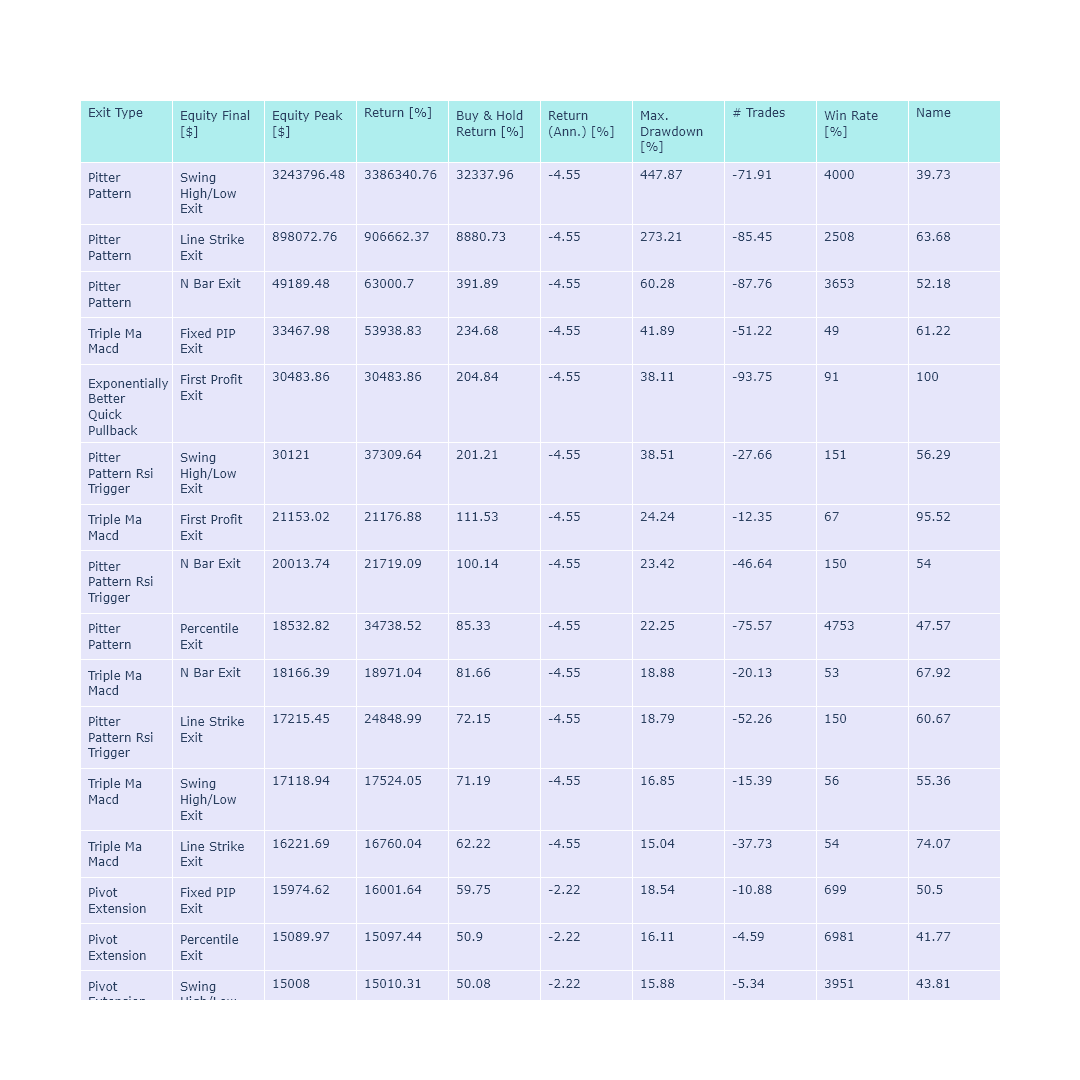 Exit Type | Equity Final [$] | Equity Peak [$] | Return [%] | Buy & Hold Return [%] | Return (Ann.) [%] | Max. Drawdown [%] | # Trades | Win Rate [%] | Name
Pitter Pattern | Swing High/Low Exit | 3243796.48 | 3386340.76 | 32337.96 | -4.55 | 447.87 | -71.91 | 4000 | 39.73
Pitter Pattern | Line Strike Exit | 898072.76 | 906662.37 | 8880.73 | -4.55 | 273.21 | -85.45 | 2508 | 63.68
Pitter Pattern | N Bar Exit | 49189.48 | 63000.7 | 391.89 | -4.55 | 60.28 | -87.76 | 3653 | 52.18
Triple Ma Macd | Fixed PIP Exit | 33467.98 | 53938.83 | 234.68 | -4.55 | 41.89 | -51.22 | 49 | 61.22
Exponentially Better Quick Pullback | First Profit Exit | 30483.86 | 30483.86 | 204.84 | -4.55 | 38.11 | -93.75 | 91 | 100
Pitter Pattern Rsi Trigger | Swing High/Low Exit | 30121 | 37309.64 | 201.21 | -4.55 | 38.51 | -27.66 | 151 | 56.29
Triple Ma Macd | First Profit Exit | 21153.02 | 21176.88 | 111.53 | -4.55 | 24.24 | -12.35 | 67 | 95.52
Pitter Pattern Rsi Trigger | N Bar Exit | 20013.74 | 21719.09 | 100.14 | -4.55 | 23.42 | -46.64 | 150 | 54
Pitter Pattern | Percentile Exit | 18532.82 | 34738.52 | 85.33 | -4.55 | 22.25 | -75.57 | 4753 | 47.57
Triple Ma Macd | N Bar Exit | 18166.39 | 18971.04 | 81.66 | -4.55 | 18.88 | -20.13 | 53 | 67.92
Pitter Pattern Rsi Trigger | Line Strike Exit | 17215.45 | 24848.99 | 72.15 | -4.55 | 18.79 | -52.26 | 150 | 60.67
Triple Ma Macd | Swing High/Low Exit | 17118.94 | 17524.05 | 71.19 | -4.55 | 16.85 | -15.39 | 56 | 55.36
Triple Ma Macd | Line Strike Exit | 16221.69 | 16760.04 | 62.22 | -4.55 | 15.04 | -37.73 | 54 | 74.07
Pivot Extension | Fixed PIP Exit | 15974.62 | 16001.64 | 59.75 | -2.22 | 18.54 | -10.88 | 699 | 50.5
Pivot Extension | Percentile Exit | 15089.97 | 15097.44 | 50.9 | -2.22 | 16.11 | -4.59 | 6981 | 41.77
Pivot Extension | Swing High/Low | 15008 | 15010.31 | 50.08 | -2.22 | 15.88 | -5.34 | 3951 | 43.81